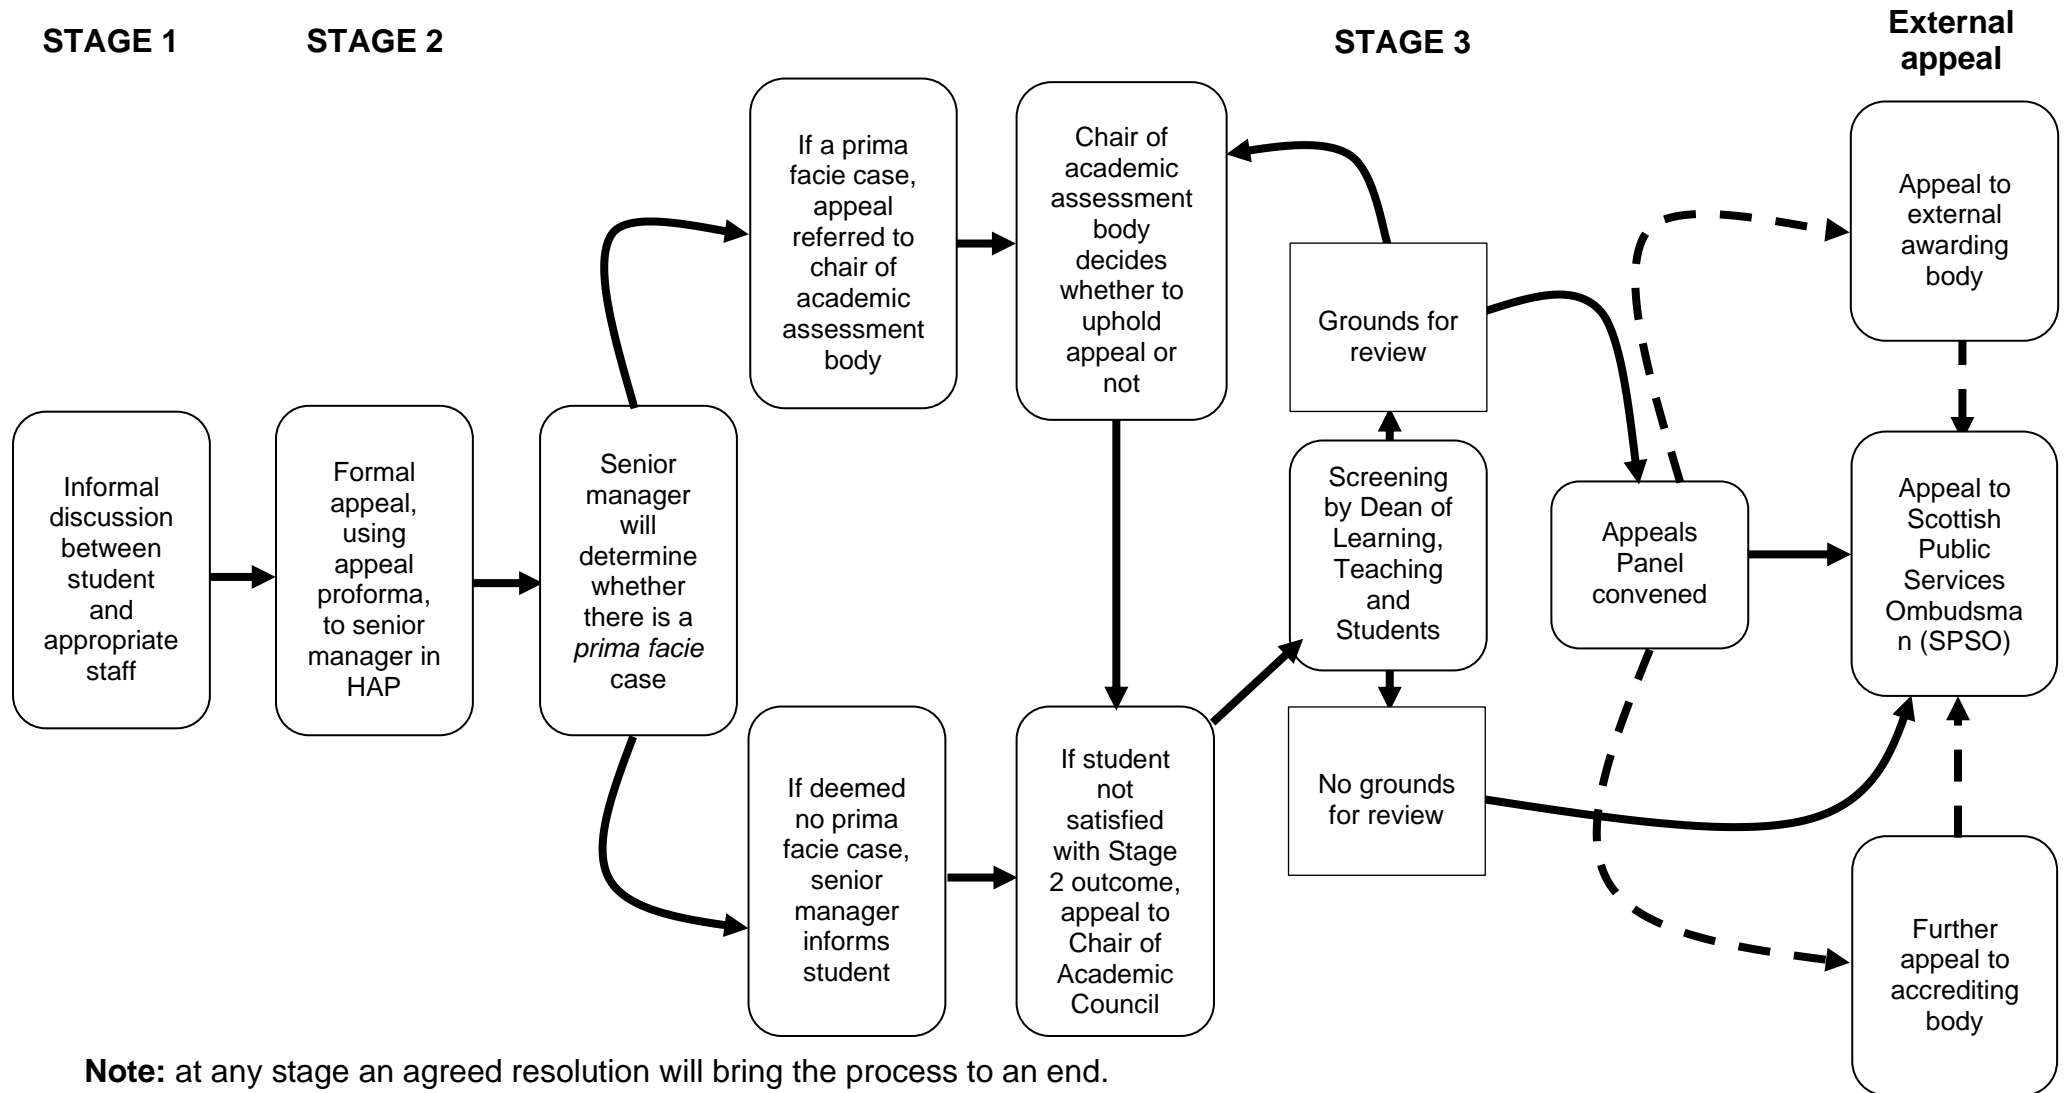 STAGE 1
STAGE 2
STAGE 3
External
appeal
Informal
discussion
between
student
and
appropriate
staff
Formal
appeal,
using
appeal
proforma,
to senior
manager in
HAP
Senior
manager
will
determine
whether
there is a
prima facie
case
If a prima
facie case,
appeal
referred to
chair of
academic
assessment
body
Chair of
academic
assessment
body
decides
whether to
uphold
appeal or
not
If deemed
no prima
facie case,
senior
manager
informs
student
If student
not
satisfied
with Stage
2 outcome,
appeal to
Chair of
Academic
Council
Grounds for
review
Screening
by Dean of
Learning,
Teaching
and
Students
No grounds
for review
Appeals
Panel
convened
Appeal to
external
awarding
body
Appeal to
Scottish
Public
Services
Ombudsma
n (SPSO)
Further
appeal to
accrediting
body
Note: at any stage an agreed resolution will bring the process to an end.